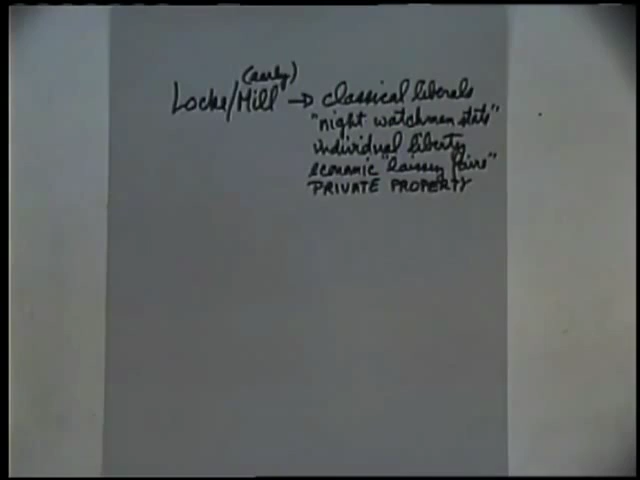 (early)
Locke/Mill → classical liberals
"night watchmen state"
individual liberty
economic "laissez faire"
PRIVATE PROPERTY